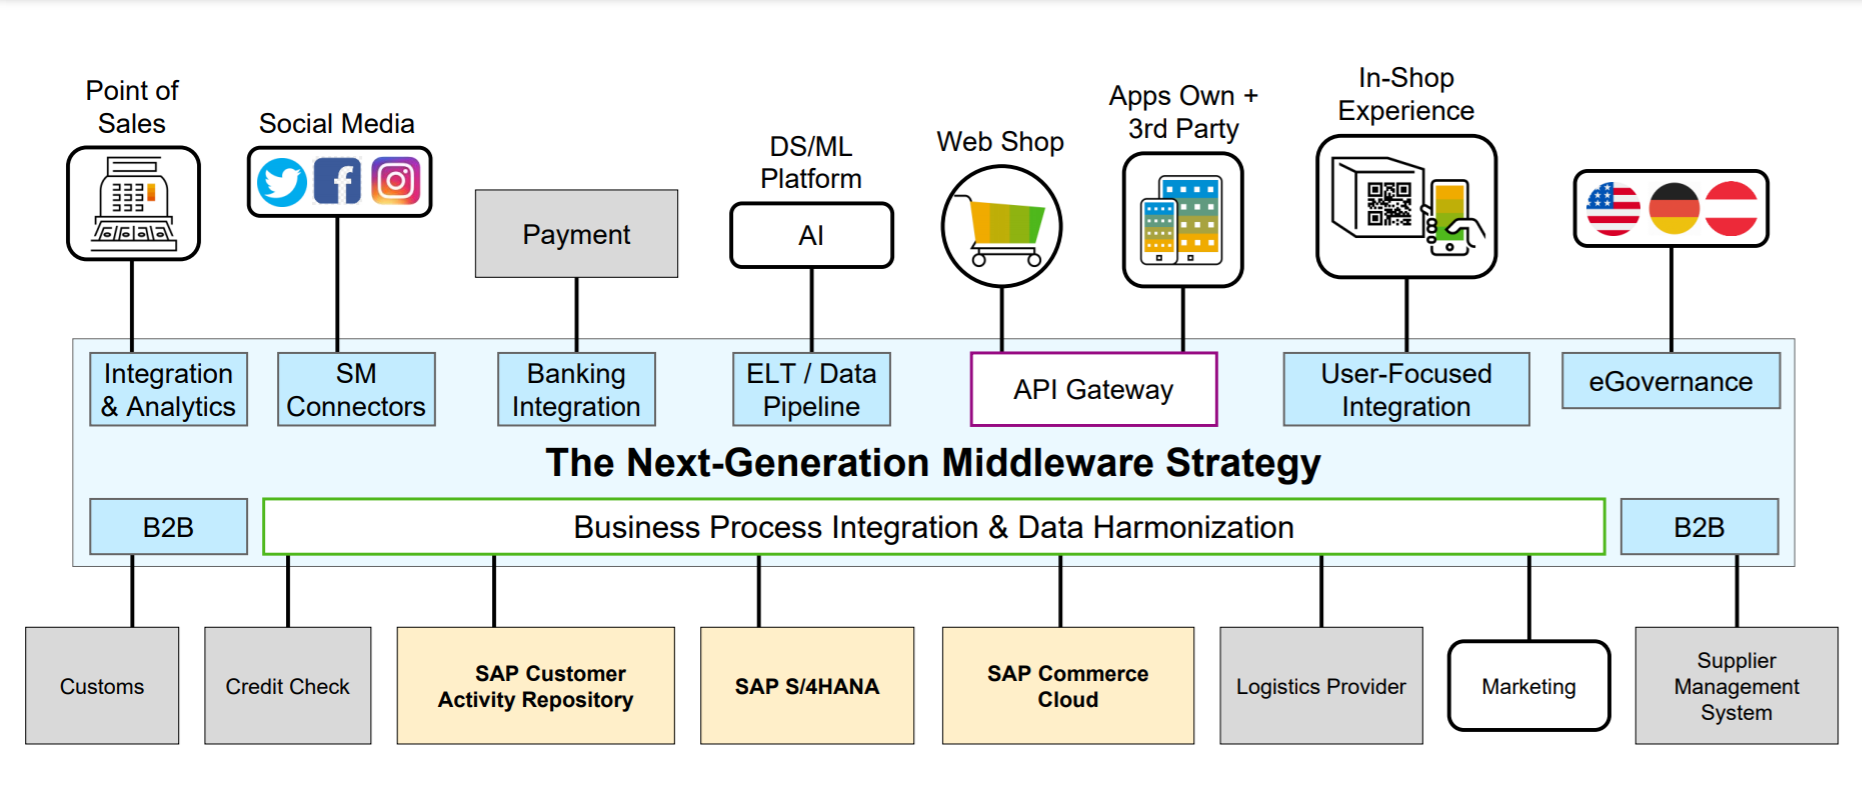 Point of
Sales
Social Media
DS/ML
Platform
Web Shop
Apps Own +
3rd Party
In-Shop
Experience
Payment
AI
Integration
& Analytics
SM
Connectors
Banking
Integration
ELT / Data
Pipeline
API Gateway
User-Focused
Integration
eGovernance
The Next-Generation Middleware Strategy
B2B
Business Process Integration & Data Harmonization
B2B
Customs
Credit Check
SAP Customer
Activity Repository
SAP S/4HANA
SAP Commerce
Cloud
Logistics Provider
Marketing
Supplier
Management
System